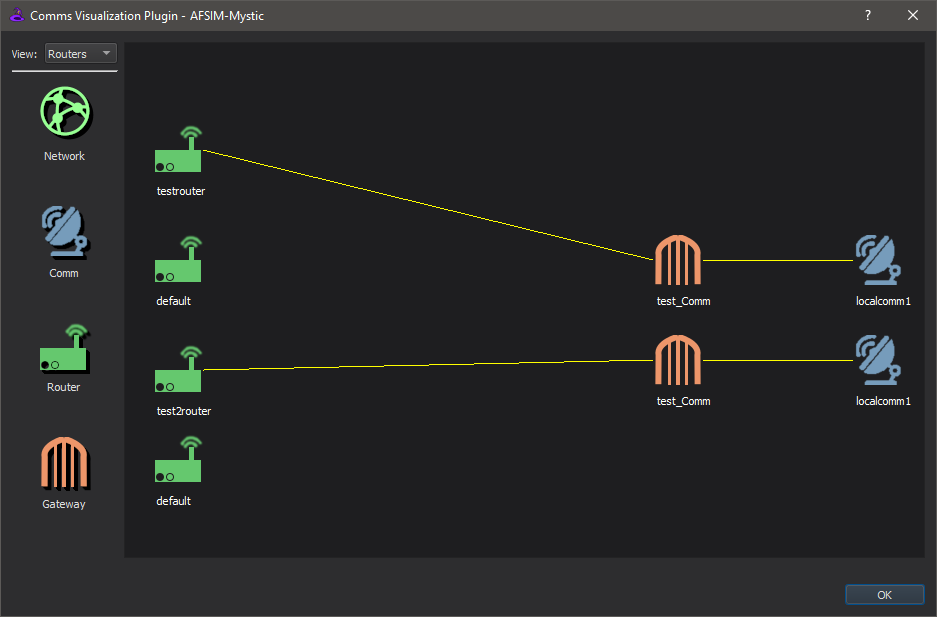 Comms Visualization Plugin - AFSIM-Mystic
View: Routers
Network
Comm
Router
Gateway
testrouter
default
test_Comm
localcomm1
test2router
test_Comm
localcomm1
default
OK